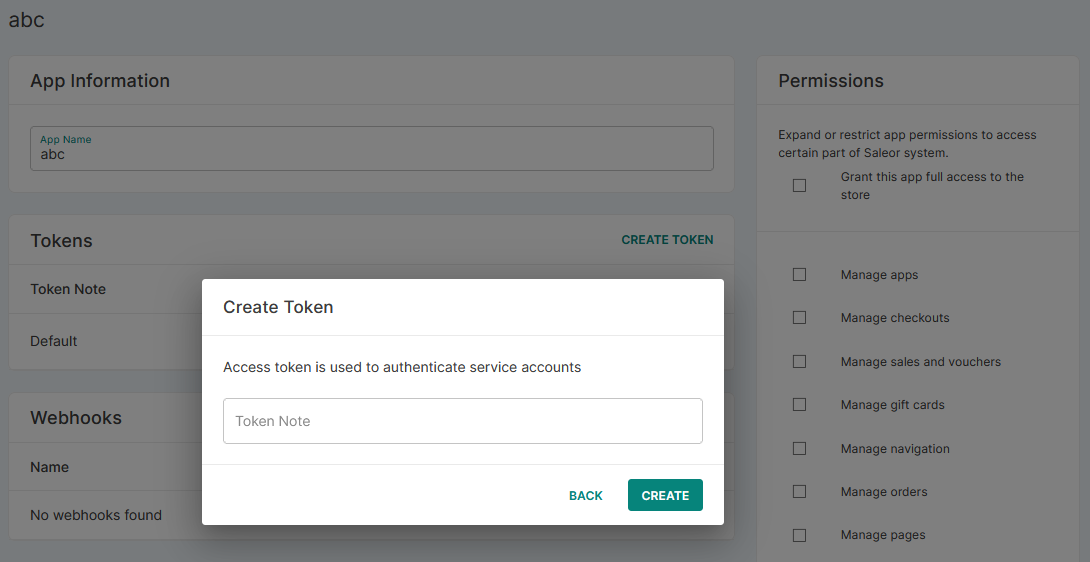 abc
App Information
App Name
abc
Tokens
CREATE TOKEN
Token Note
Default
Webhooks
Name
No webhooks found
Create Token
Access token is used to authenticate service accounts
Token Note
BACK
CREATE
Permissions
Expand or restrict app permissions to access
certain part of Saleor system.
Grant this app full access to the
store
Manage apps
Manage checkouts
Manage sales and vouchers
Manage gift cards
Manage navigation
Manage orders
Manage pages